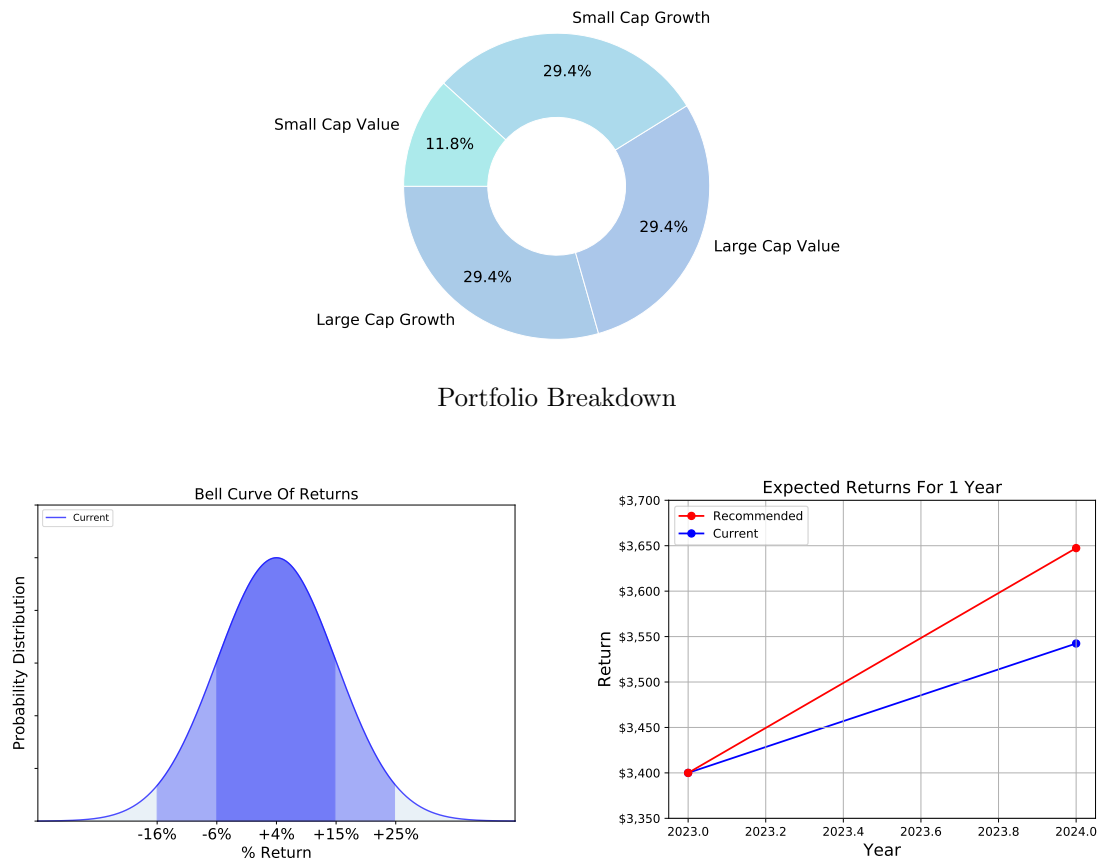 Small Cap Growth
29.4%
Small Cap Value
11.8%
29.4%
Large Cap Value
29.4%
Large Cap Growth
Portfolio Breakdown
Bell Curve Of Returns
Current
Probability Distribution
-16%
-6%
+4%
+15%
+25%
% Return
Expected Returns For 1 Year
Recommended
Current
Return
$3,700
$3,650
$3,600
$3,550
$3,500
$3,450
$3,400
$3,350
2023.0
2023.2
2023.4
2023.6
2023.8
2024.0
Year